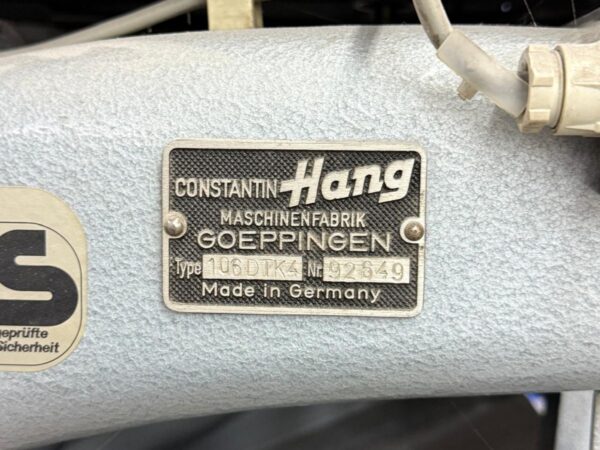 CONSTANTIN Hang
MASCHINENFABRIK
GOEPPINGEN
Type 106DTK4 Nr. 92849
Made in Germany
S
geprüfte
Sicherheit